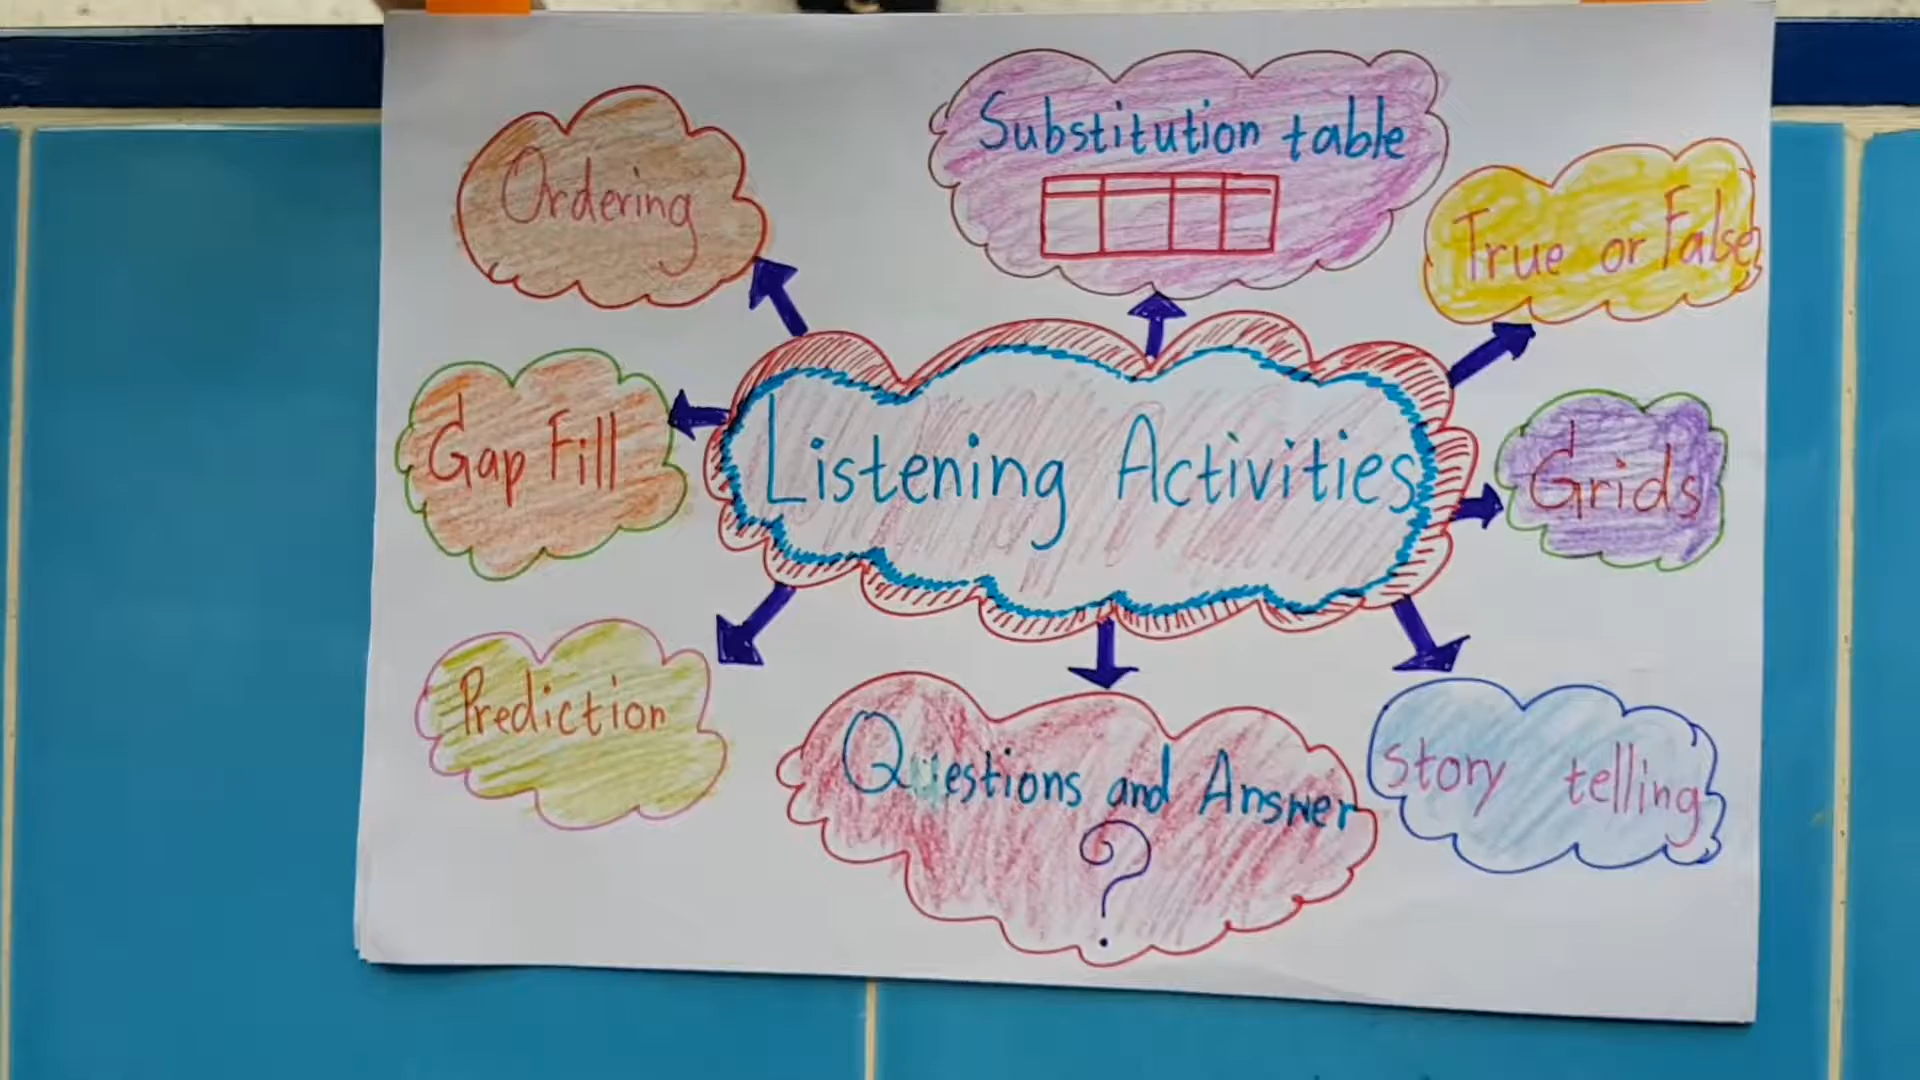 Ordering
Substitution table
True or False
Gap Fill
Listening Activities
Grids
Prediction
Questions and Answer
?
story telling